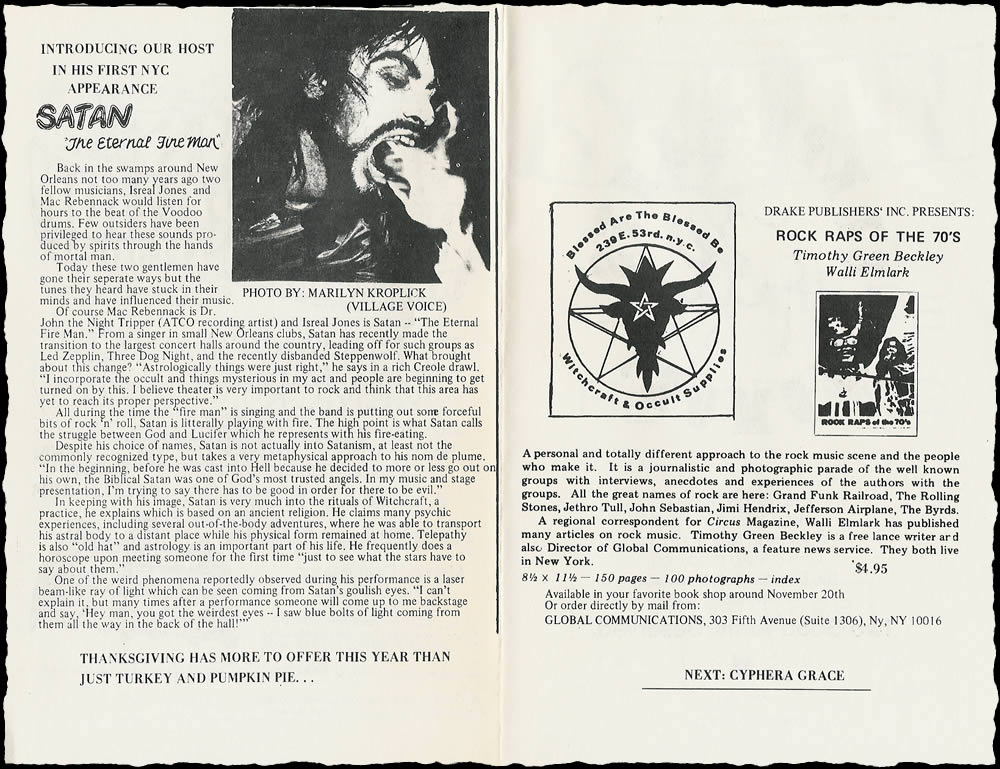 INTRODUCING OUR HOST
IN HIS FIRST NYC
APPEARANCE
SATAN
"The Eternal Fire Man"
Back in the swamps around New
Orleans not too many years ago two
fellow musicians, Isreal Jones and
Mac Rebennack would listen for
hours to the beat of the Voodoo
drums. Few outsiders have been
privileged to hear these sounds pro-
duced by spirits through the hands
of mortal man.
Today these two gentlemen have
gone their seperate ways but the
tunes they heard have stuck in their
minds and have influenced their music.
Of course Mac Rebennack is Dr.
John the Night Tripper (ATCO recording artist) and Isreal Jones is Satan -- "The Eternal
Fire Man." From a singer in small New Orleans clubs, Satan has recently made the
transition to the largest concert halls around the country, leading off for such groups as
Led Zepplin, Three Dog Night, and the recently disbanded Steppenwolf. What brought
about this change? "Astrologically things were just right," he says in a rich Creole drawl.
"I incorporate the occult and things mysterious in my act and people are beginning to get
turned on by this. I believe theater is very important to rock and think that this area has
yet to reach its proper perspective."
All during the time the "fire man" is singing and the band is putting out some forceful
bits of rock 'n' roll, Satan is litterally playing with fire. The high point is what Satan calls
the struggle between God and Lucifer which he represents with his fire-eating.
Despite his choice of names, Satan is not actually into Satanism, at least not the
commonly recognized type, but takes a very metaphysical approach to his nom de plume.
"In the beginning, before he was cast into Hell because he decided to more or less go out on
his own, the Biblical Satan was one of God's most trusted angels. In my music and stage
presentation, I'm trying to say there has to be good in order for there to be evil."
In keeping with his image, Satan is very much into the rituals of Witchcraft, a
practice, he explains which is based on an ancient religion. He claims many psychic
experiences, including several out-of-the-body adventures, where he was able to transport
his astral body to a distant place while his physical form remained at home. Telepathy
is also "old hat" and astrology is an important part of his life. He frequently does a
horoscope upon meeting someone for the first time "just to see what the stars have to
say about them."
One of the weird phenomena reportedly observed during his performance is a laser
beam-like ray of light which can be seen coming from Satan's goulish eyes. "I can't
explain it, but many times after a performance someone will come up to me backstage
and say, 'Hey man, you got the weirdest eyes -- I saw blue bolts of light coming from
them all the way in the back of the hall!'"
PHOTO BY: MARILYN KROPLICK
(VILLAGE VOICE)
THANKSGIVING HAS MORE TO OFFER THIS YEAR THAN
JUST TURKEY AND PUMPKIN PIE. . .
Blessed Are The Blessed Be
239 E. 53rd. n.y.c.
Witchcraft & Occult Supplies
DRAKE PUBLISHERS' INC. PRESENTS:
ROCK RAPS OF THE 70'S
Timothy Green Beckley
Walli Elmlark
ROCK RAPS of the 70's
A personal and totally different approach to the rock music scene and the people
who make it. It is a journalistic and photographic parade of the well known
groups with interviews, anecdotes and experiences of the authors with the
groups. All the great names of rock are here: Grand Funk Railroad, The Rolling
Stones, Jethro Tull, John Sebastian, Jimi Hendrix, Jefferson Airplane, The Byrds.
A regional correspondent for Circus Magazine, Walli Elmlark has published
many articles on rock music. Timothy Green Beckley is a free lance writer and
also Director of Global Communications, a feature news service. They both live
in New York.
$4.95
8½ X 11½ — 150 pages — 100 photographs — index
Available in your favorite book shop around November 20th
Or order directly by mail from:
GLOBAL COMMUNICATIONS, 303 Fifth Avenue (Suite 1306), Ny, NY 10016
NEXT: CYPHERA GRACE